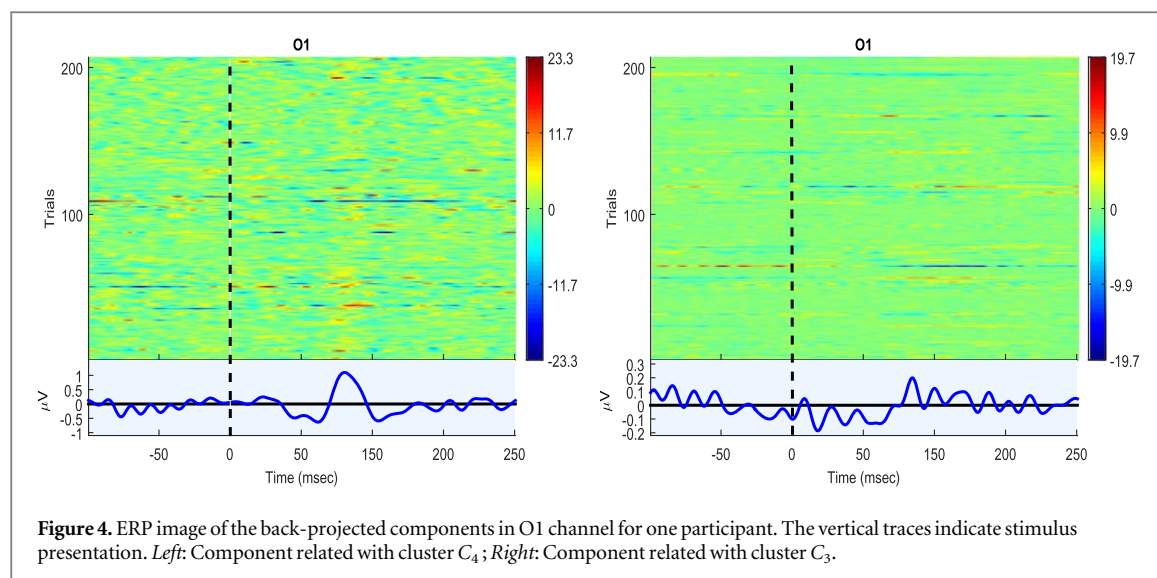 O1
200
100
Trials
23.3
11.7
0
-11.7
-23.3
1
0.5
0
-0.5
-1
μV
-50 0 50 100 150 200 250
Time (msec)
O1
200
100
Trials
19.7
9.9
0
-9.9
-19.7
0.3
0.2
0.1
0
-0.1
-0.2
μV
-50 0 50 100 150 200 250
Time (msec)
Figure 4. ERP image of the back-projected components in O1 channel for one participant. The vertical traces indicate stimulus
presentation. Left: Component related with cluster C4; Right: Component related with cluster C3.